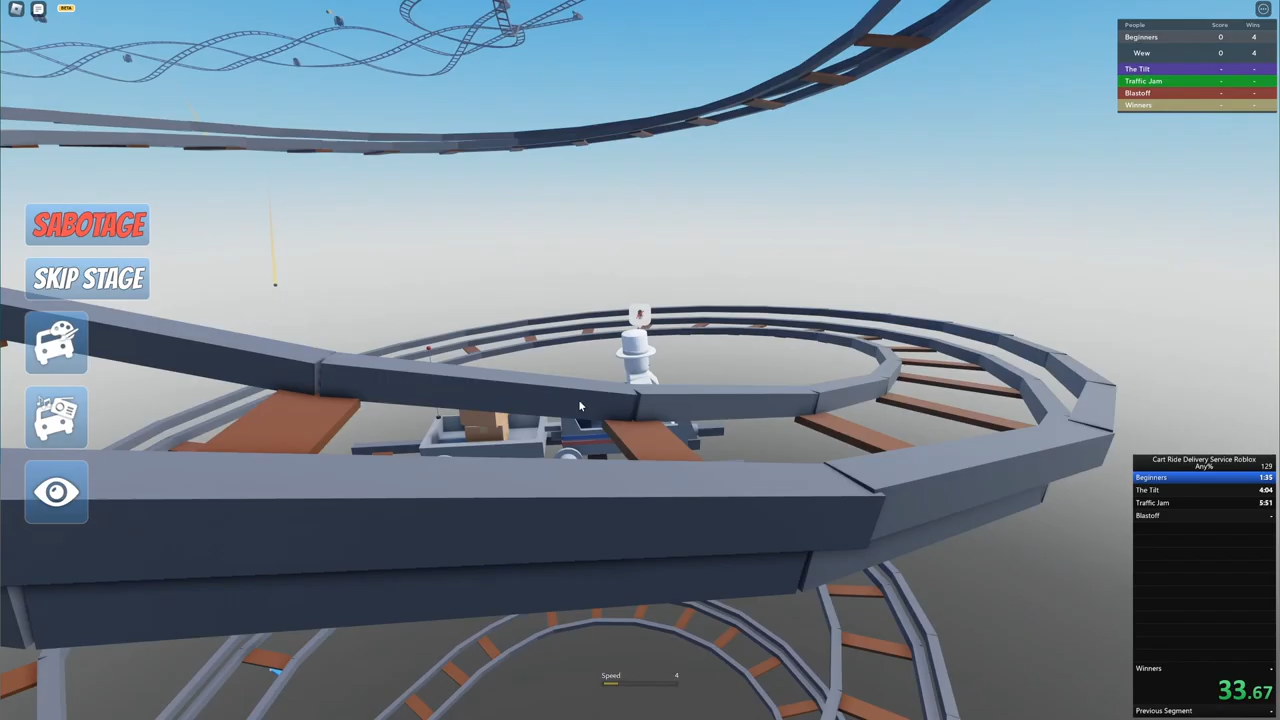 BETA
People Score Wins
Beginners 0 4
Wew 0 4
The Tilt - -
Traffic Jam - -
Blastoff - -
Winners - -
SABOTAGE
SKIP STAGE
Speed 4
Cart Ride Delivery Service Roblox
Any% 129
Beginners 1:35
The Tilt 4:04
Traffic Jam 5:51
Blastoff -
Winners -
33.67
Previous Segment -